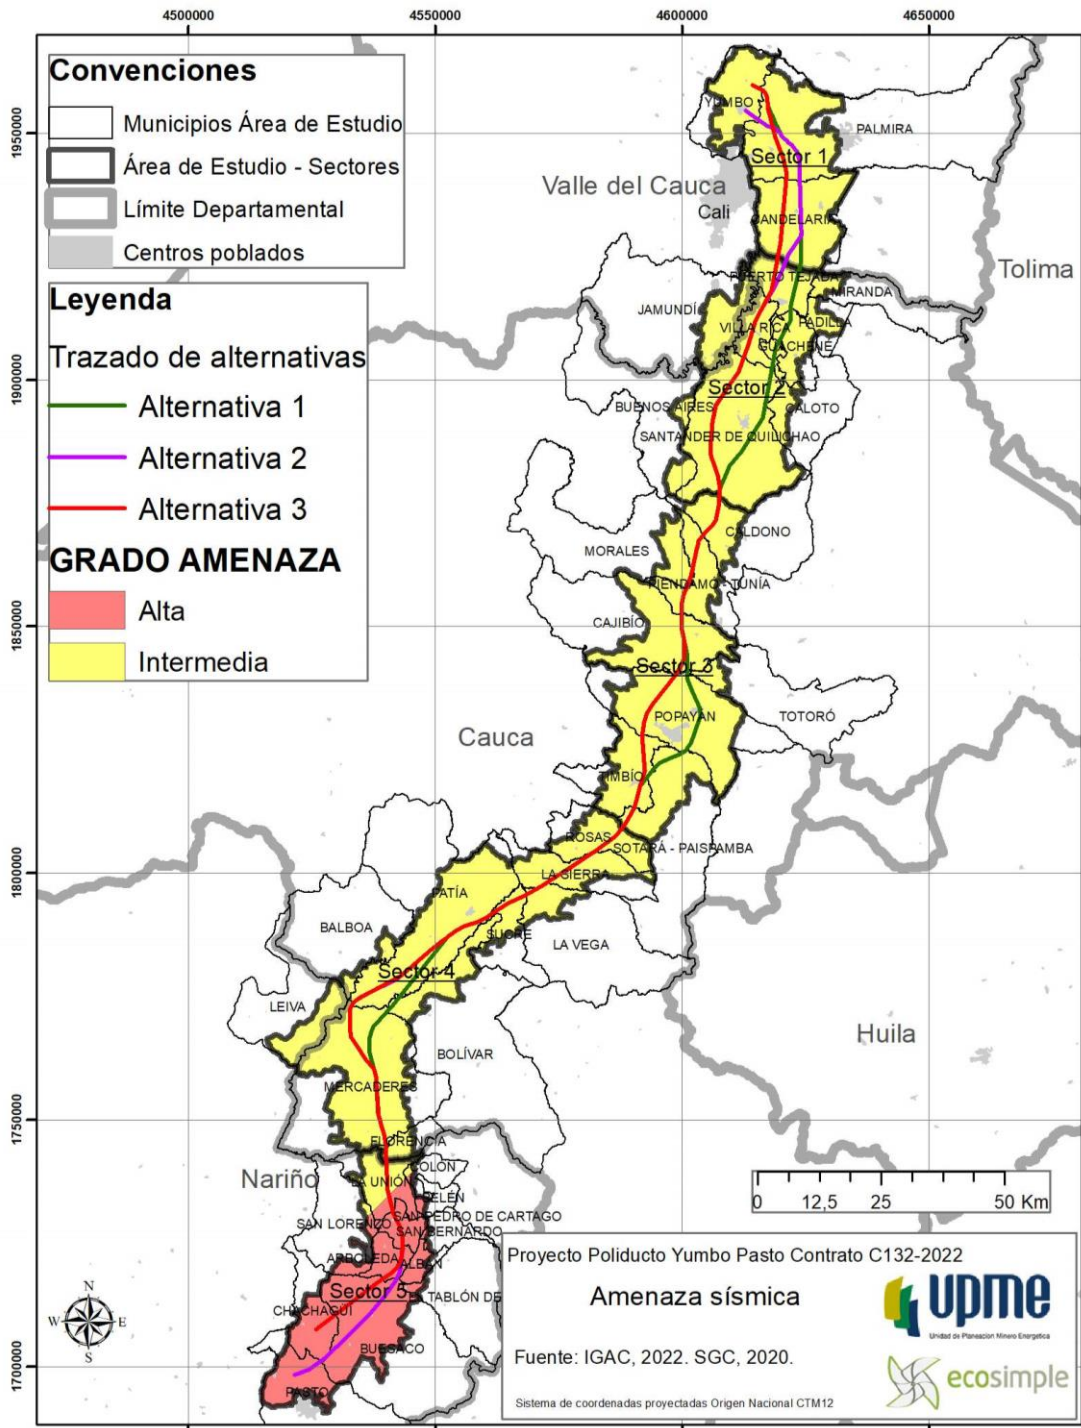 4500000
4550000
4600000
4650000
Convenciones
Municipios Área de Estudio
Área de Estudio - Sectores
Límite Departamental
Centros poblados
Leyenda
Trazado de alternativas
Alternativa 1
Alternativa 2
Alternativa 3
GRADO AMENAZA
Alta
Intermedia
1950000
1900000
1850000
1800000
1750000
1700000
YUMBO
PALMIRA
Sector 1
Valle del Cauca
Cali
CANDELARIA
Tolima
PUERTO TEJADA
MIRANDA
JAMUNDÍ
PADILLA
VILLA RICA
GUACHENÉ
Sector 2
BUENOS AIRES
CALOTO
SANTANDER DE QUILICHAO
CALDONO
MORALES
PIENDAMÓ - TUNÍA
CAJIBÍO
Sector 3
POPAYÁN
TOTORÓ
Cauca
TIMBÍO
ROSAS
SOTARÁ - PAISPAMBA
LA SIERRA
PATÍA
BALBOA
SUCRE
LA VEGA
Sector 4
LEIVA
Huila
BOLÍVAR
MERCADERES
FLORENCIA
COLÓN
Nariño
LA UNIÓN
BELÉN
SAN PEDRO DE CARTAGO
SAN LORENZO
SAN BERNARDO
ARBOLEDA
ALBÁN
Sector 5
TABLÓN DE
CHACHAGÜÍ
BUESACO
PASTO
0 12,5 25 50 Km
N
W E
S
Proyecto Poliducto Yumbo Pasto Contrato C132-2022
Amenaza sísmica
upme
Unidad de Planeación Minero Energética
Fuente: IGAC, 2022. SGC, 2020.
ecosimple
Sistema de coordenadas proyectadas Origen Nacional CTM12